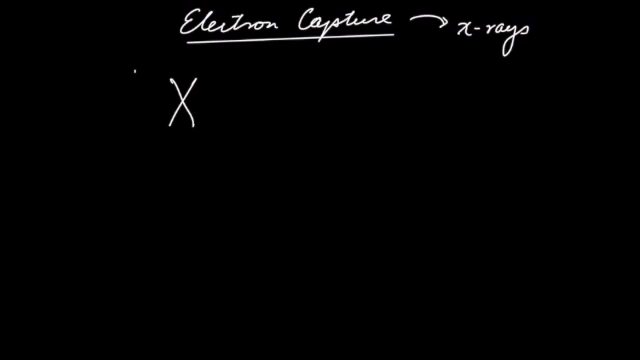 Electron Capture → x-rays
X